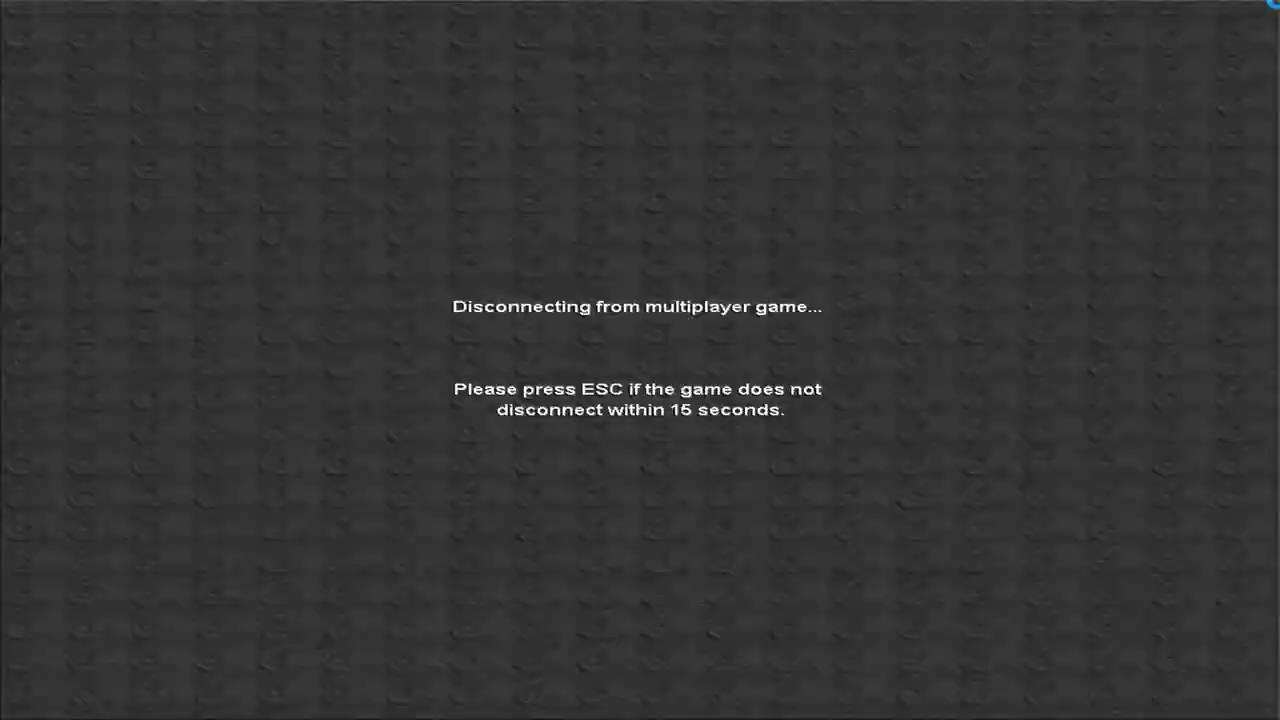 Disconnecting from multiplayer game...
Please press ESC if the game does not
disconnect within 15 seconds.